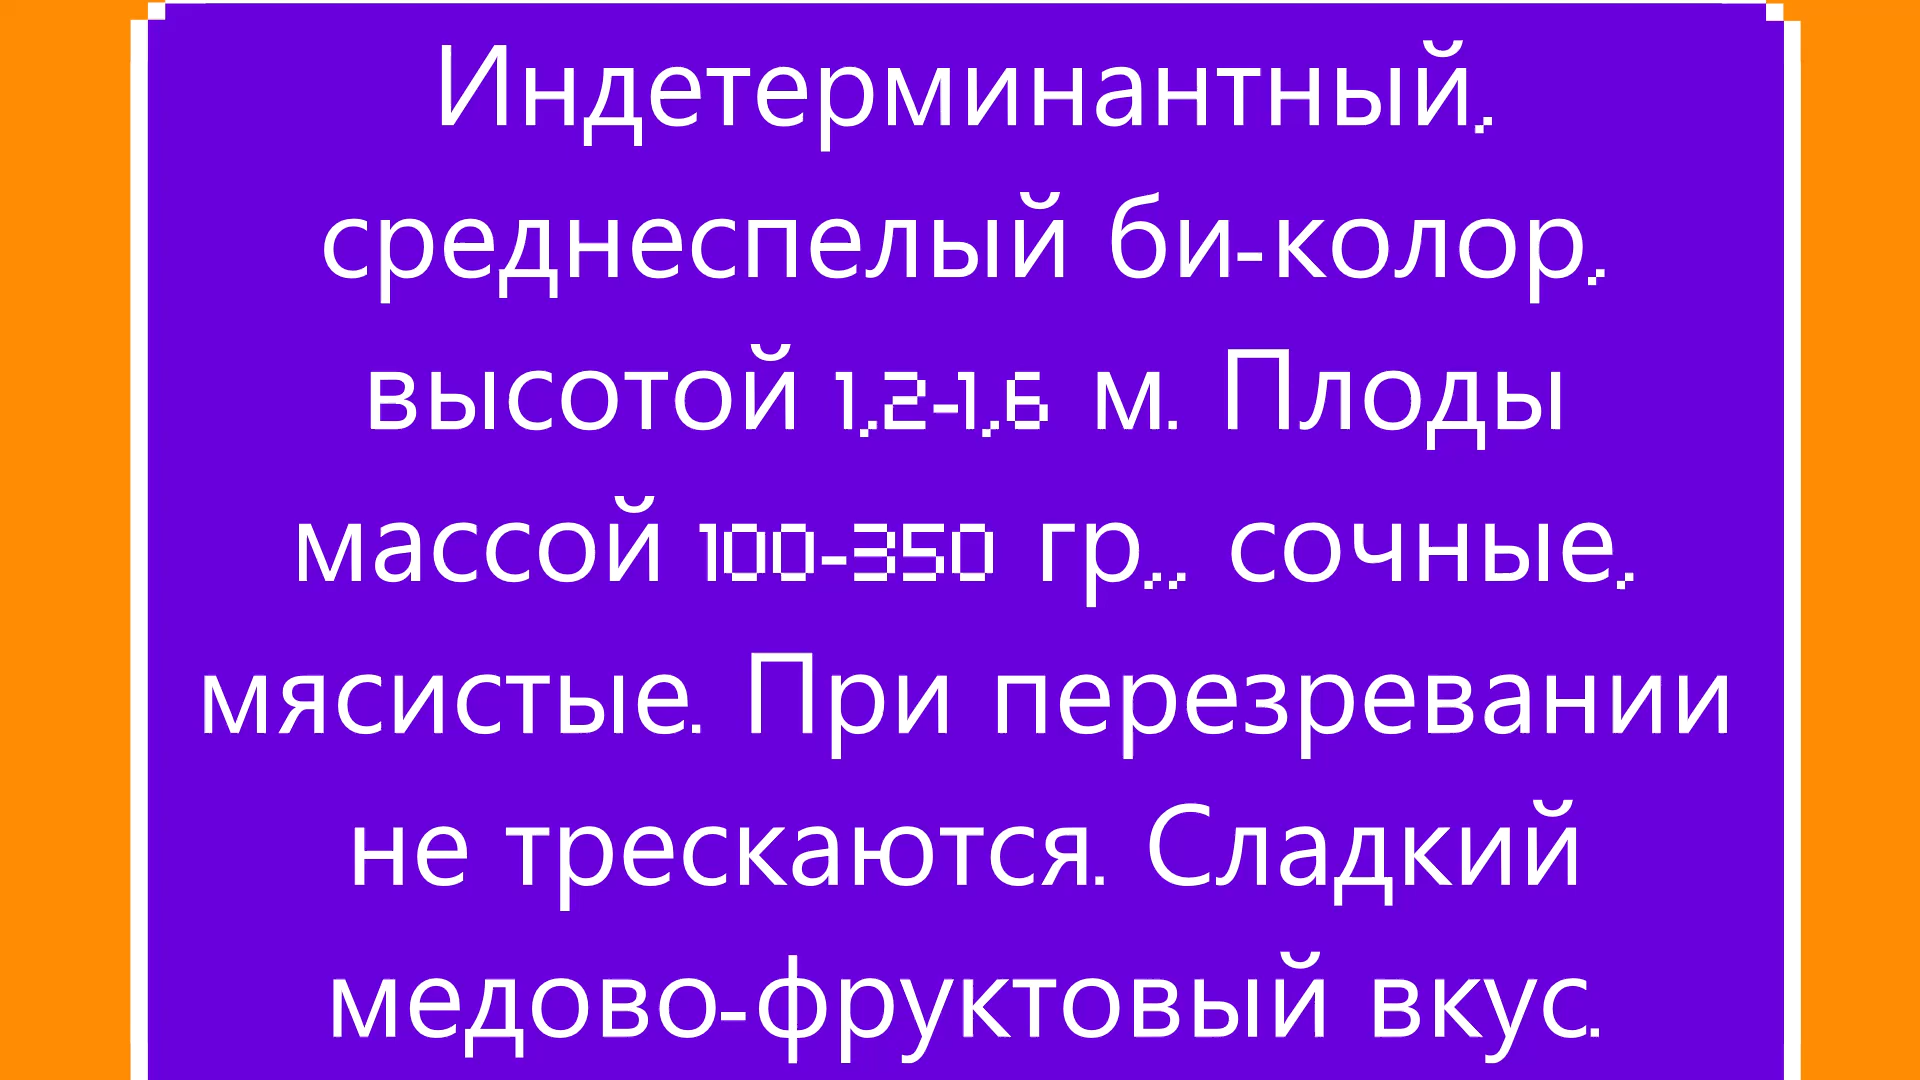 Индетерминантный,
среднеспелый би-колор,
высотой 1,2-1,6 м. Плоды
массой 100-350 гр,, сочные,
мясистые. При перезревании
не трескаются. Сладкий
медово-фруктовый вкус.